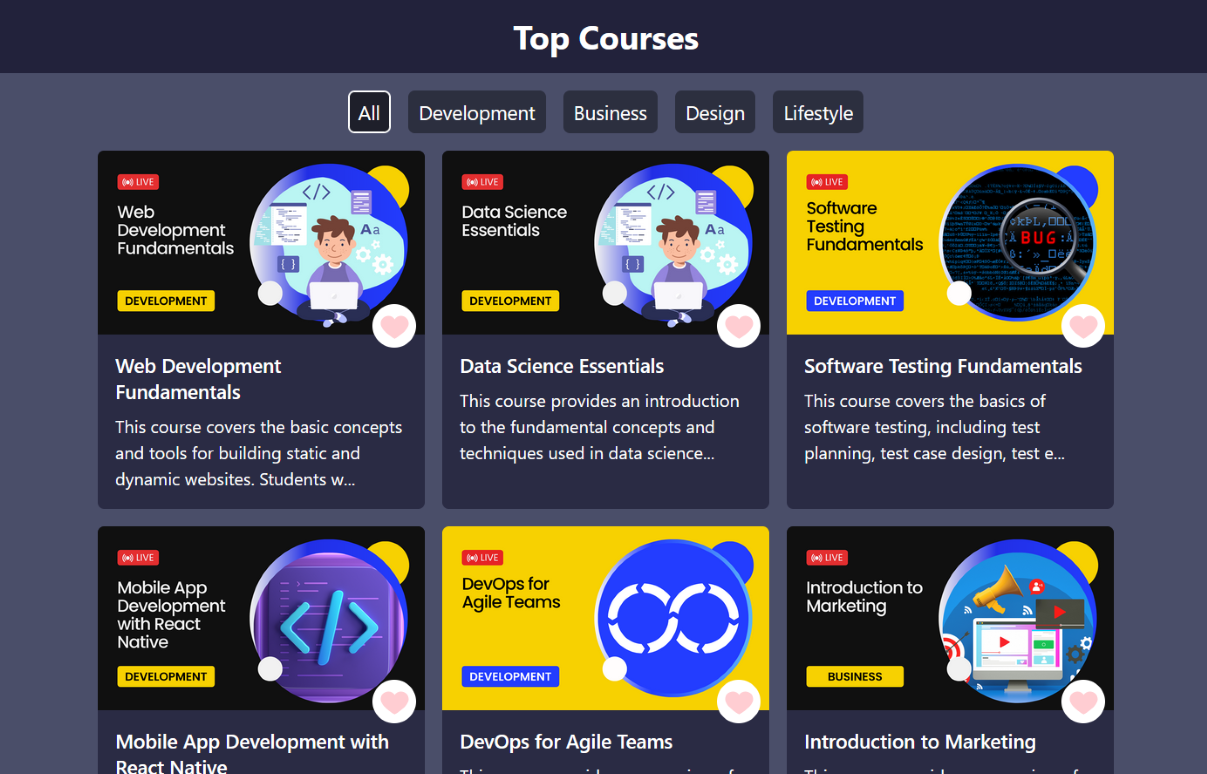 Top Courses
All
Development
Business
Design
Lifestyle
LIVE
Web
Development
Fundamentals
Aa
DEVELOPMENT
Web Development
Fundamentals
This course covers the basic concepts
and tools for building static and
dynamic websites. Students w...
LIVE
Data Science
Essentials
Aa
DEVELOPMENT
Data Science Essentials
This course provides an introduction
to the fundamental concepts and
techniques used in data science...
LIVE
Software
Testing
Fundamentals
BUG
DEVELOPMENT
Software Testing Fundamentals
This course covers the basics of
software testing, including test
planning, test case design, test e...
LIVE
Mobile App
Development
with React
Native
DEVELOPMENT
Mobile App Development with
React Native
LIVE
DevOps for
Agile Teams
DEVELOPMENT
DevOps for Agile Teams
LIVE
Introduction to
Marketing
BUSINESS
Introduction to Marketing